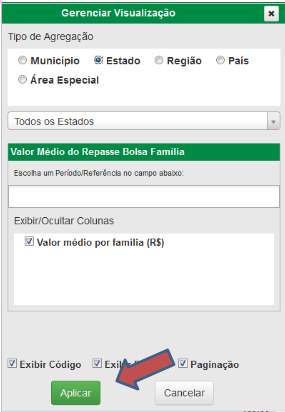 Gerenciar Visualização
Tipo de Agregação
Município Estado Região País
Área Especial
Todos os Estados
Valor Médio do Repasse Bolsa Família
Escolha um Período/Referência no campo abaixo:
Exibir/Ocultar Colunas
Valor médio por família (R$)
Exibir Código Exibir Paginação
Aplicar Cancelar